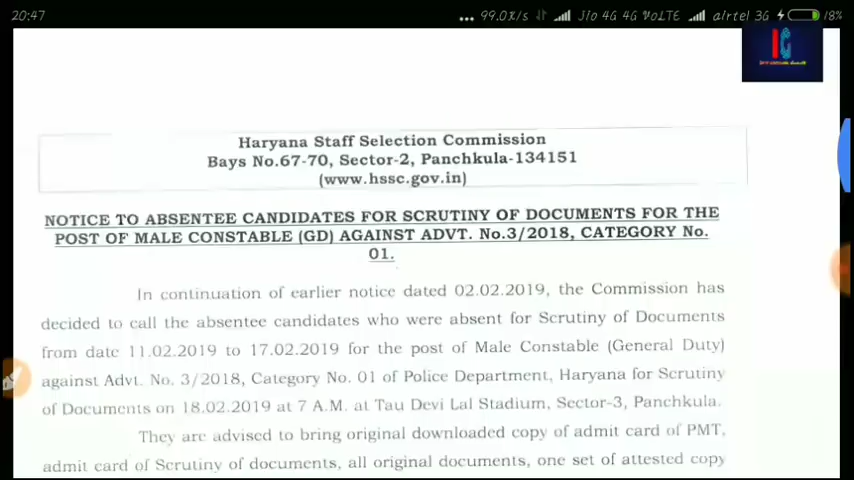 20:47
... 99.0K/s Jio 4G 4G VoLTE airtel 3G 18%
Haryana Staff Selection Commission
Bays No.67-70, Sector-2, Panchkula-134151
(www.hssc.gov.in)
NOTICE TO ABSENTEE CANDIDATES FOR SCRUTINY OF DOCUMENTS FOR THE
POST OF MALE CONSTABLE (GD) AGAINST ADVT. No.3/2018, CATEGORY No.
01.
In continuation of earlier notice dated 02.02.2019, the Commission has
decided to call the absentee candidates who were absent for Scrutiny of Documents
from date 11.02.2019 to 17.02.2019 for the post of Male Constable (General Duty)
against Advt. No. 3/2018, Category No. 01 of Police Department, Haryana for Scrutiny
of Documents on 18.02.2019 at 7 A.M. at Tau Devi Lal Stadium, Sector-3, Panchkula.
They are advised to bring original downloaded copy of admit card of PMT,
admit card of Scrutiny of documents, all original documents, one set of attested copy